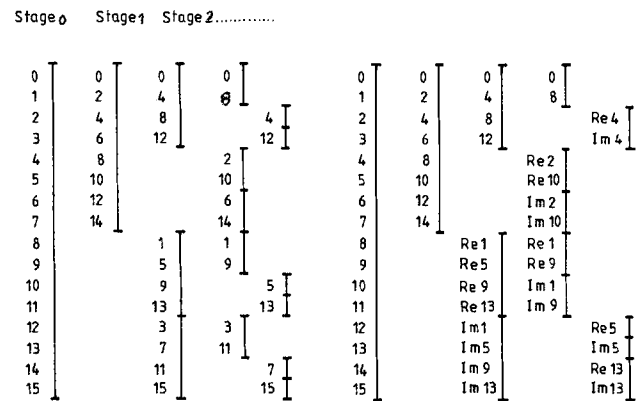 Stage0 Stage1 Stage2.............
0 0 0 0 0 0 0 0
1 2 4 8 1 2 4 8
2 4 8 4 2 4 8 Re4
3 6 12 12 3 6 12 Im4
4 8 2 4 8 Re2
5 10 10 5 10 Re10
6 12 6 6 12 Im2
7 14 14 7 14 Im10
8 1 1 8 Re1 Re1
9 5 9 9 Re5 Re9
10 9 5 10 Re9 Im1
11 13 13 11 Re13 Im9
12 3 3 12 Im1 Re5
13 7 11 13 Im5 Im5
14 11 7 14 Im9 Re13
15 15 15 15 Im13 Im13